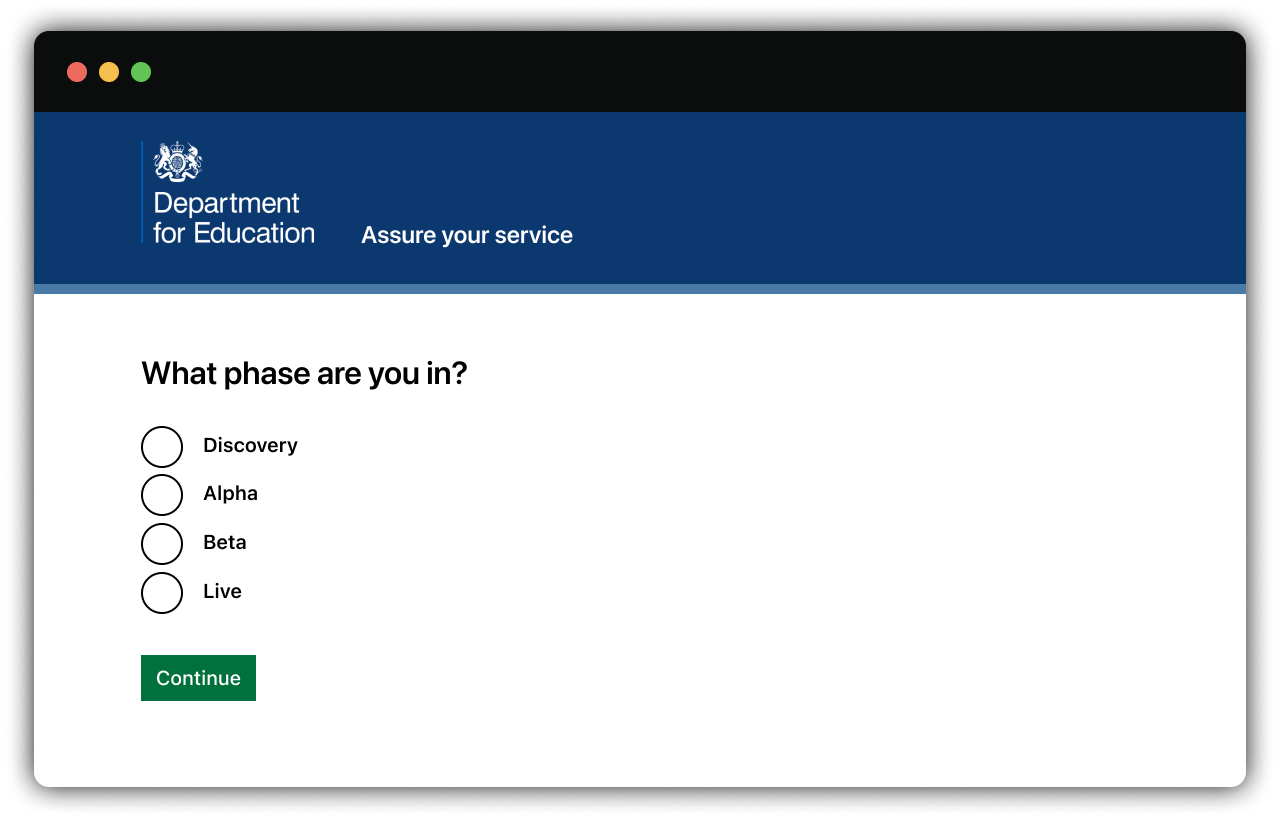 Department
for Education
Assure your service
What phase are you in?
Discovery
Alpha
Beta
Live
Continue